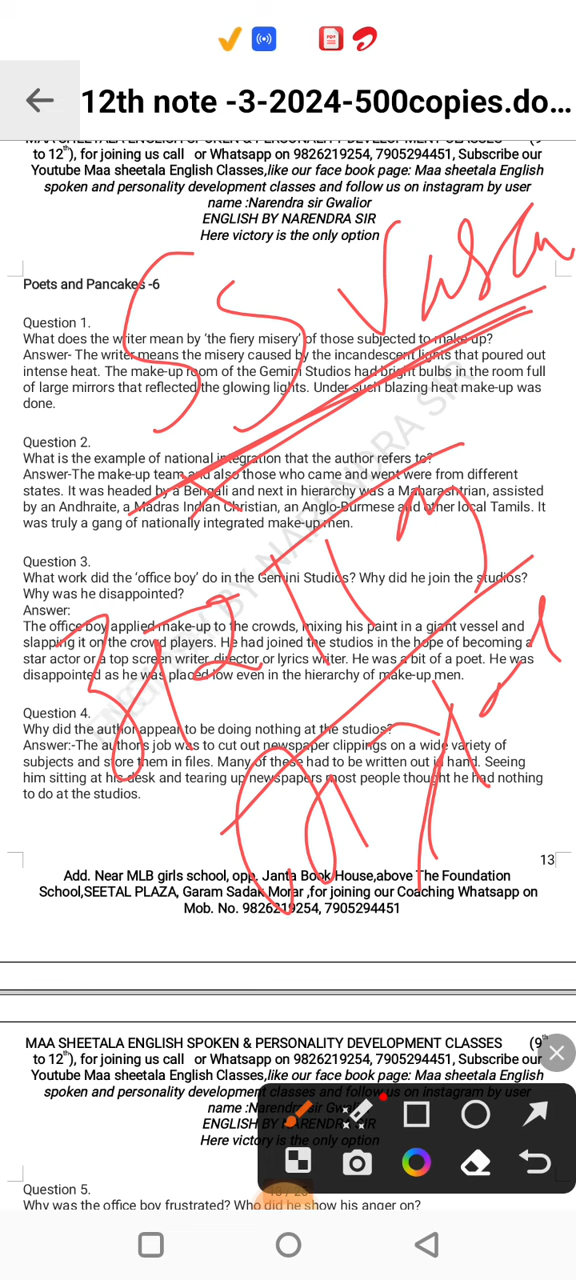 12th note -3-2024-500copies.do...
to 12th), for joining us call or Whatsapp on 9826219254, 7905294451, Subscribe our
Youtube Maa sheetala English Classes,like our face book page: Maa sheetala English
spoken and personality development classes and follow us on instagram by user
name :Narendra sir Gwalior
ENGLISH BY NARENDRA SIR
Here victory is the only option
Poets and Pancakes -6
Question 1.
What does the writer mean by ‘the fiery misery’ of those subjected to make-up?
Answer- The writer means the misery caused by the incandescent lights that poured out
intense heat. The make-up room of the Gemini Studios had bright bulbs in the room full
of large mirrors that reflected the glowing lights. Under such blazing heat make-up was
done.
Question 2.
What is the example of national integration that the author refers to?
Answer-The make-up team and also those who came and went were from different
states. It was headed by a Bengali and next in hierarchy was a Maharashtrian, assisted
by an Andhraite, a Madras Indian Christian, an Anglo-Burmese and other local Tamils. It
was truly a gang of nationally integrated make-up men.
Question 3.
What work did the ‘office boy’ do in the Gemini Studios? Why did he join the studios?
Why was he disappointed?
Answer:
The office boy applied make-up to the crowds, mixing his paint in a giant vessel and
slapping it on the crowd players. He had joined the studios in the hope of becoming a
star actor or a top screen writer, director or lyrics writer. He was a bit of a poet. He was
disappointed as he was placed low even in the hierarchy of make-up men.
Question 4.
Why did the author appear to be doing nothing at the studios?
Answer:-The authors job was to cut out newspaper clippings on a wide variety of
subjects and store them in files. Many of these had to be written out in hand. Seeing
him sitting at his desk and tearing up newspapers most people thought he had nothing
to do at the studios.
13
Add. Near MLB girls school, opp. Janta Book House,above The Foundation
School,SEETAL PLAZA, Garam Sadak Morar ,for joining our Coaching Whatsapp on
Mob. No. 9826219254, 7905294451
MAA SHEETALA ENGLISH SPOKEN & PERSONALITY DEVELOPMENT CLASSES (9th
to 12th), for joining us call or Whatsapp on 9826219254, 7905294451, Subscribe our
Youtube Maa sheetala English Classes,like our face book page: Maa sheetala English
spoken and personality development classes and follow us on instagram by user
name :Narendra sir Gwalior
ENGLISH BY NARENDRA SIR
Here victory is the only option
Question 5.
Why was the office boy frustrated? Who did he show his anger on?
SS Vasan